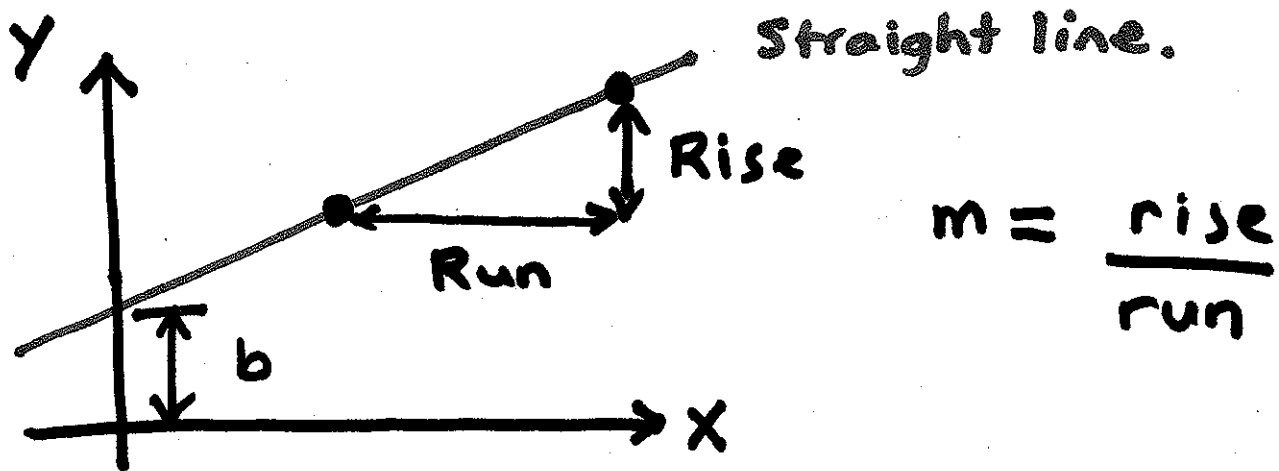 Y
Straight line.
Rise
m = rise
run
Run
b
X